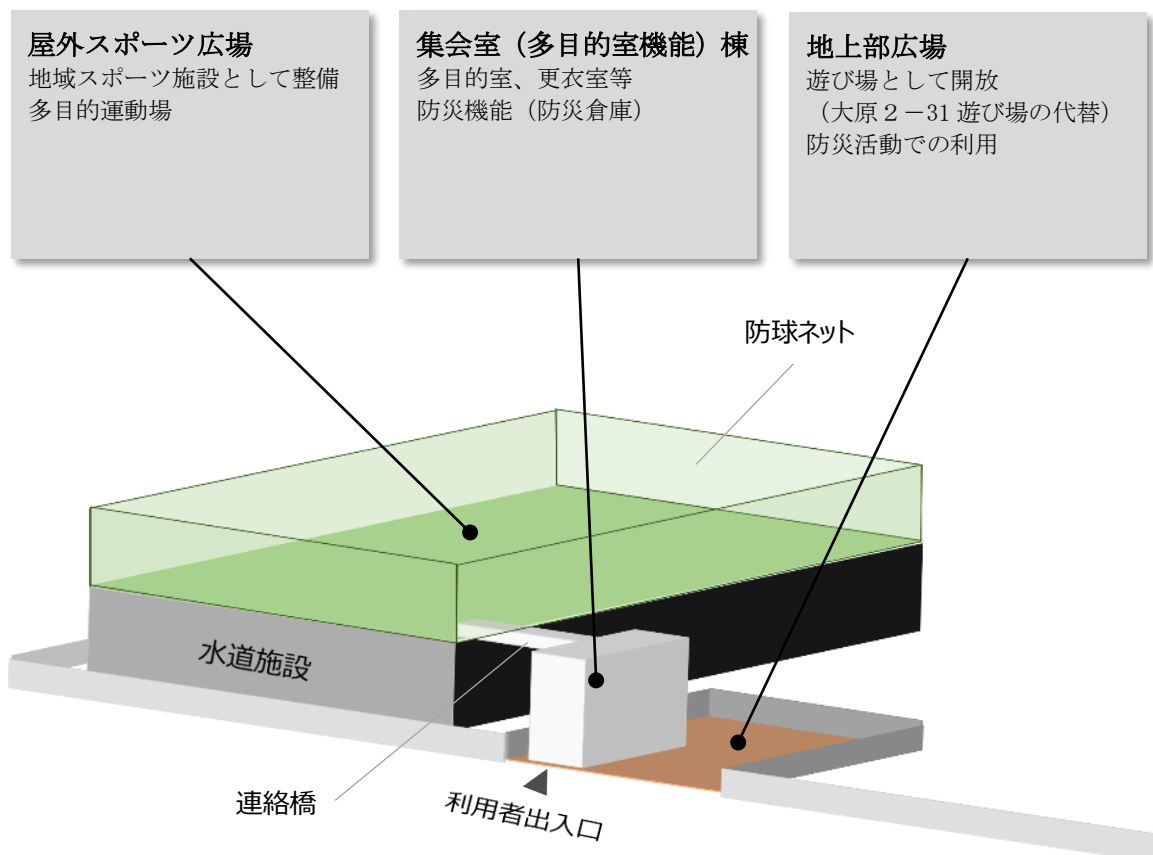 屋外スポーツ広場
地域スポーツ施設として整備
多目的運動場
集会室（多目的室機能）棟
多目的室、更衣室等
防災機能（防災倉庫）
地上部広場
遊び場として開放
（大原２－31 遊び場の代替）
防災活動での利用
防球ネット
水道施設
連絡橋
利用者出入口